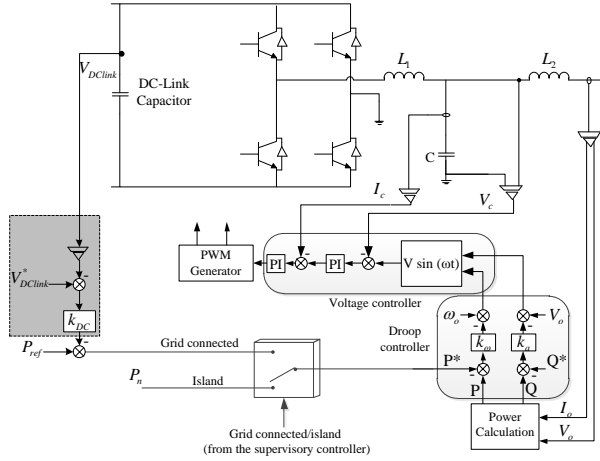 V_DClink
DC-Link
Capacitor
L_1
L_2
C
I_c
V_c
PWM
Generator
PI
-
PI
-
V sin (ωt)
Voltage controller
V*_DClink
-
k_DC
-
P_ref
Grid connected
P_n
Island
Grid connected/island
(from the supervisory controller)
Droop
controller
ω_o
-
-
V_o
k_ω
k_a
P*
-
-
Q*
P
Q
Power
Calculation
I_o
V_o